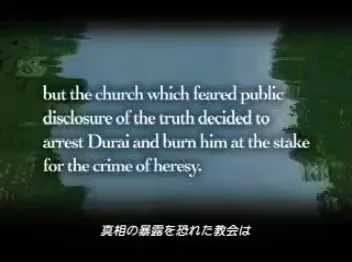 but the church which feared public
disclosure of the truth decided to
arrest Durai and burn him at the stake
for the crime of heresy.
真相の暴露を恐れた教会は